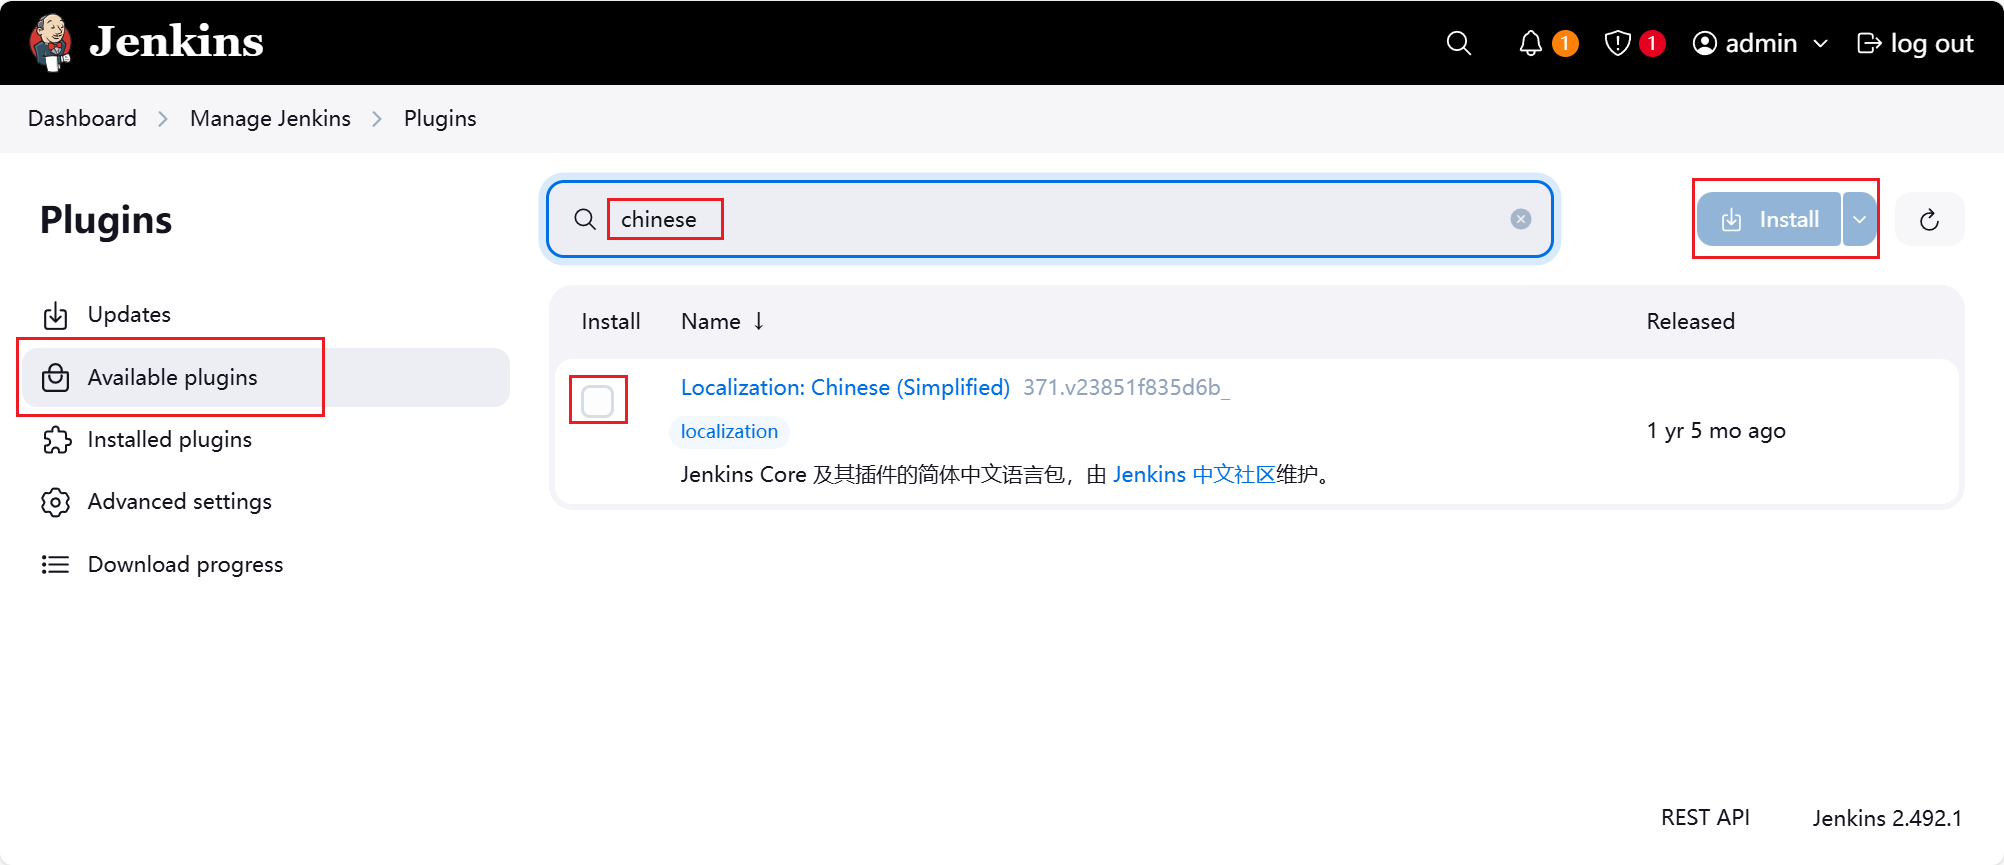 Jenkins
1
1
admin
log out
Dashboard
Manage Jenkins
Plugins
Plugins
Updates
Available plugins
Installed plugins
Advanced settings
Download progress
chinese
Install
Install Name ↓ Released
Localization: Chinese (Simplified) 371.v23851f835d6b_
localization
1 yr 5 mo ago
Jenkins Core 及其插件的简体中文语言包，由 Jenkins 中文社区维护。
REST API
Jenkins 2.492.1